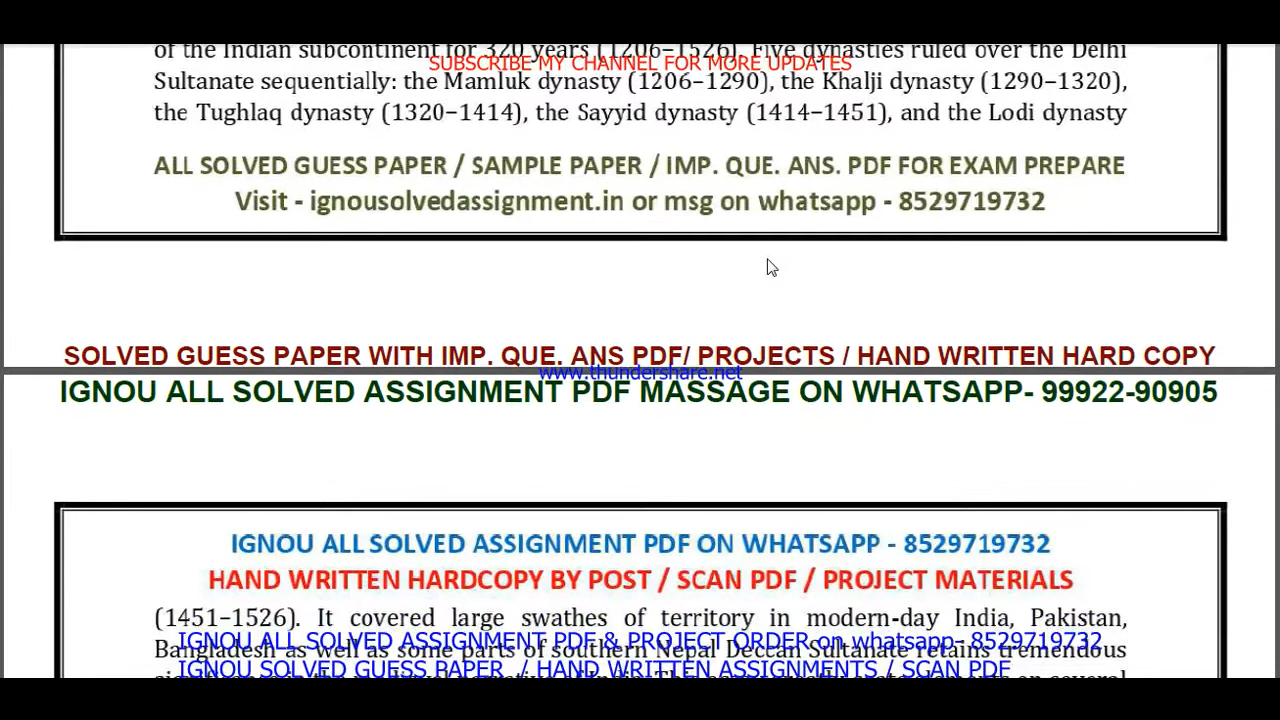 of the Indian subcontinent for 320 years (1206–1526). Five dynasties ruled over the Delhi
SUBSCRIBE MY CHANNEL FOR MORE UPDATES
Sultanate sequentially: the Mamluk dynasty (1206–1290), the Khalji dynasty (1290–1320),
the Tughlaq dynasty (1320–1414), the Sayyid dynasty (1414–1451), and the Lodi dynasty
ALL SOLVED GUESS PAPER / SAMPLE PAPER / IMP. QUE. ANS. PDF FOR EXAM PREPARE
Visit - ignousolvedassignment.in or msg on whatsapp - 8529719732
SOLVED GUESS PAPER WITH IMP. QUE. ANS PDF/ PROJECTS / HAND WRITTEN HARD COPY
www.thundershare.net
IGNOU ALL SOLVED ASSIGNMENT PDF MASSAGE ON WHATSAPP- 99922-90905
IGNOU ALL SOLVED ASSIGNMENT PDF ON WHATSAPP - 8529719732
HAND WRITTEN HARDCOPY BY POST / SCAN PDF / PROJECT MATERIALS
(1451–1526). It covered large swathes of territory in modern-day India, Pakistan,
IGNOU ALL SOLVED ASSIGNMENT PDF & PROJECT ORDER on whatsapp- 8529719732
Bangladesh as well as some parts of southern Nepal Deccan Sultanate retains tremendous
IGNOU SOLVED GUESS PAPER / HAND WRITTEN ASSIGNMENTS / SCAN PDF